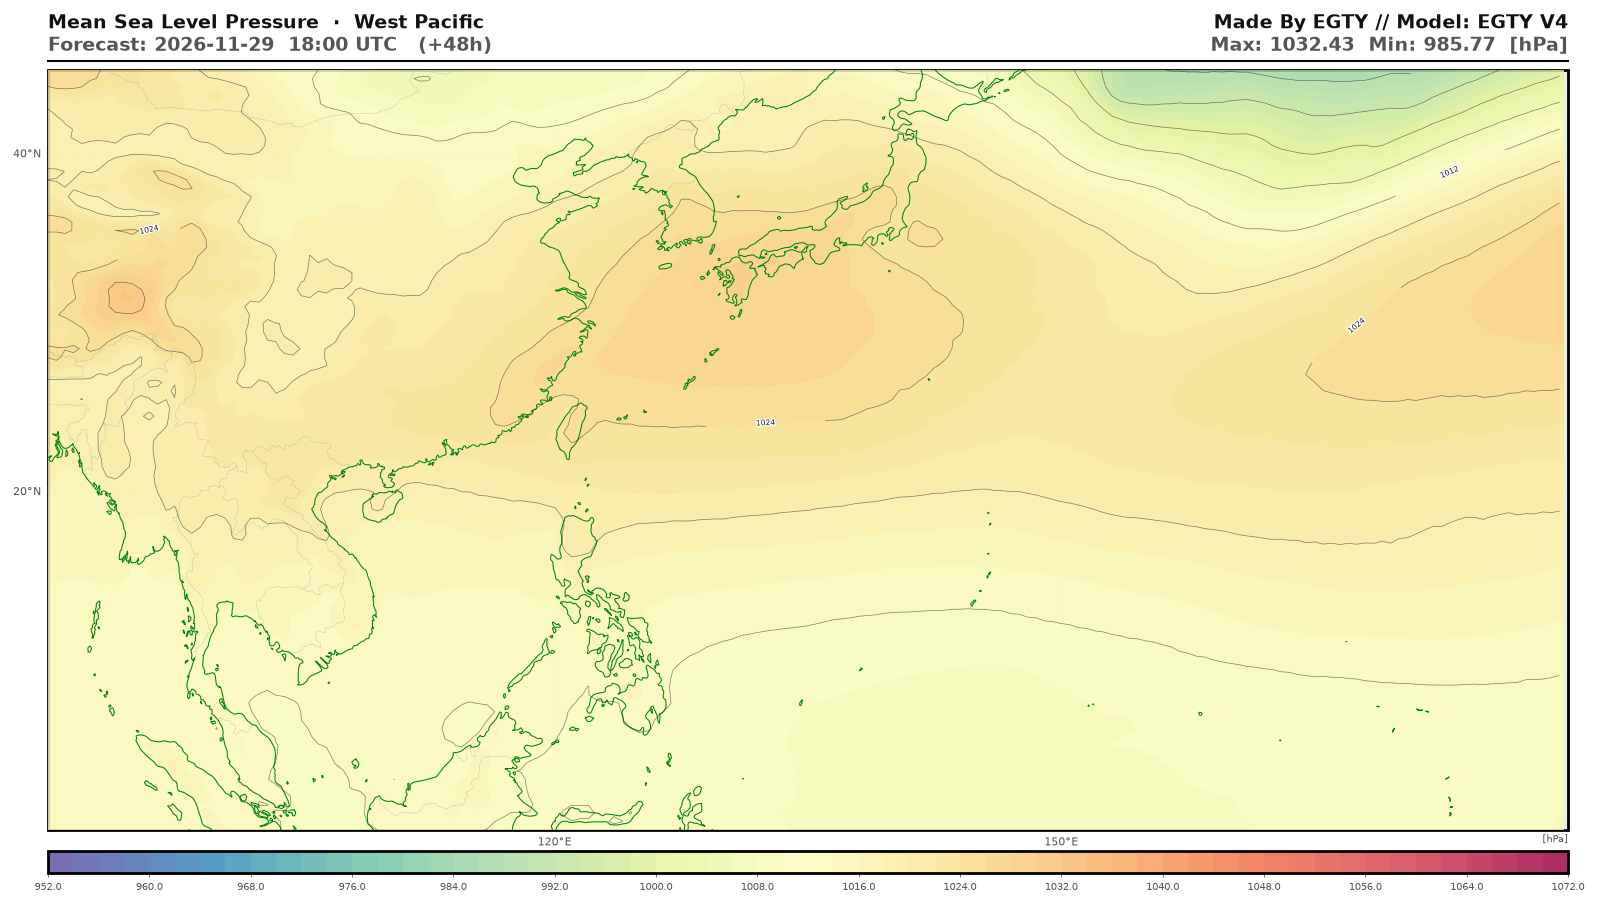 Mean Sea Level Pressure · West Pacific
Made By EGTY // Model: EGTY V4
Forecast: 2026-11-29 18:00 UTC (+48h)
Max: 1032.43 Min: 985.77 [hPa]
40°N
1012
1024
1024
1024
20°N
120°E
150°E
[hPa]
952.0 960.0 968.0 976.0 984.0 992.0 1000.0 1008.0 1016.0 1024.0 1032.0 1040.0 1048.0 1056.0 1064.0 1072.0